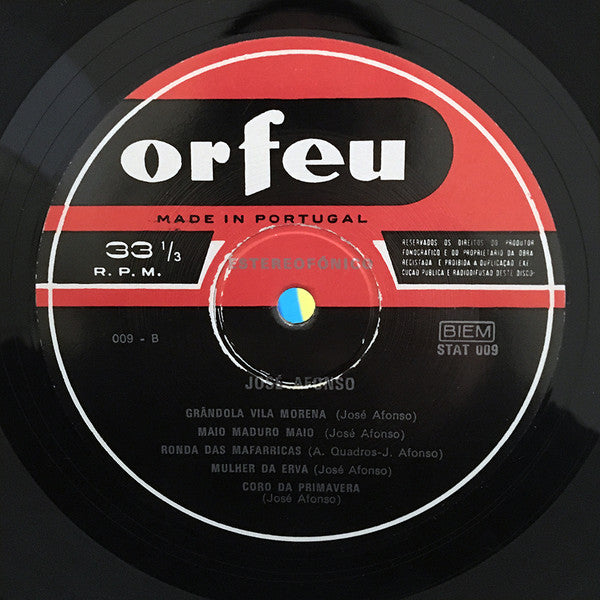 orfeu
MADE IN PORTUGAL
33 1/3
R. P. M.
ESTEREOFÓNICO
RESERVADOS OS DIREITOS DO PRODUTOR
FONOGRÁFICO E DO PROPRIETÁRIO DA OBRA
REGISTADA E PROIBIDA A DUPLICAÇÃO EXE-
CUÇÃO PUBLICA E RADIODIFUSÃO DESTE DISCO
009 - B
BIEM
STAT 009
JOSÉ AFONSO
GRÂNDOLA VILA MORENA (José Afonso)
MAIO MADURO MAIO (José Afonso)
RONDA DAS MAFARRICAS (A. Quadros-J. Afonso)
MULHER DA ERVA (José Afonso)
CORO DA PRIMAVERA
(José Afonso)